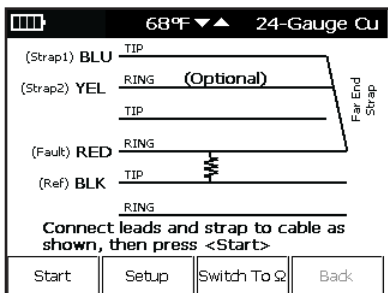 68°F ▼▲ 24-Gauge Cu
(Strap1) BLU TIP
(Strap2) YEL RING (Optional)
TIP
Far End Strap
(Fault) RED RING
(Ref) BLK TIP
RING
Connect leads and strap to cable as
shown, then press <Start>
Start Setup Switch To Ω Back